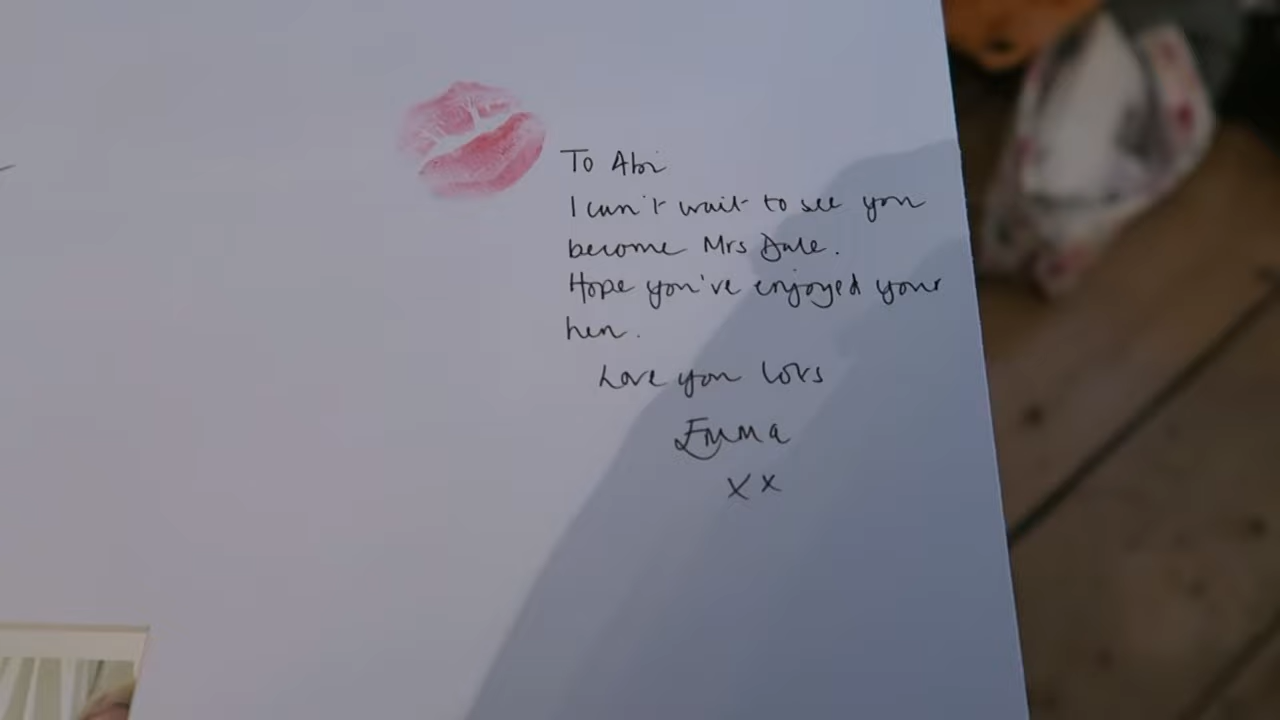 To Abi
I can't wait to see you
become Mrs Dale.
Hope you've enjoyed your
hen.
Love you lots
Emma
xx